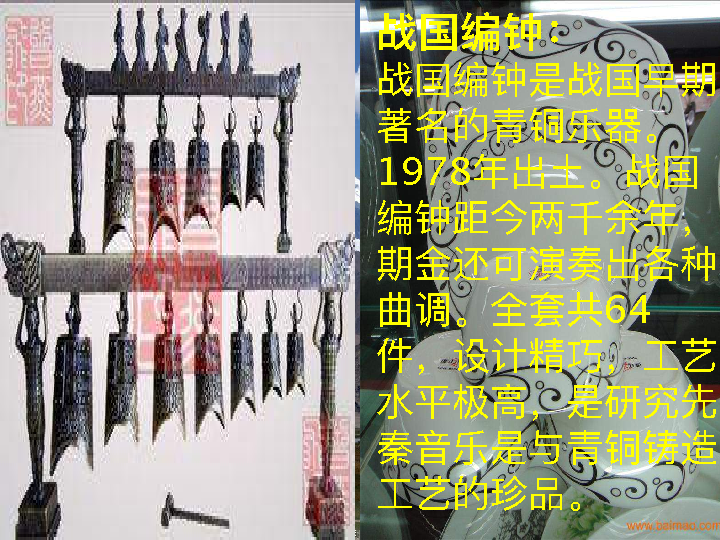 战国编钟：
战国编钟是战国早期
著名的青铜乐器。
1978年出土。战国
编钟距今两千余年，
期金还可演奏出各种
曲调。全套共64
件，设计精巧，工艺
水平极高，是研究先
秦音乐是与青铜铸造
工艺的珍品。